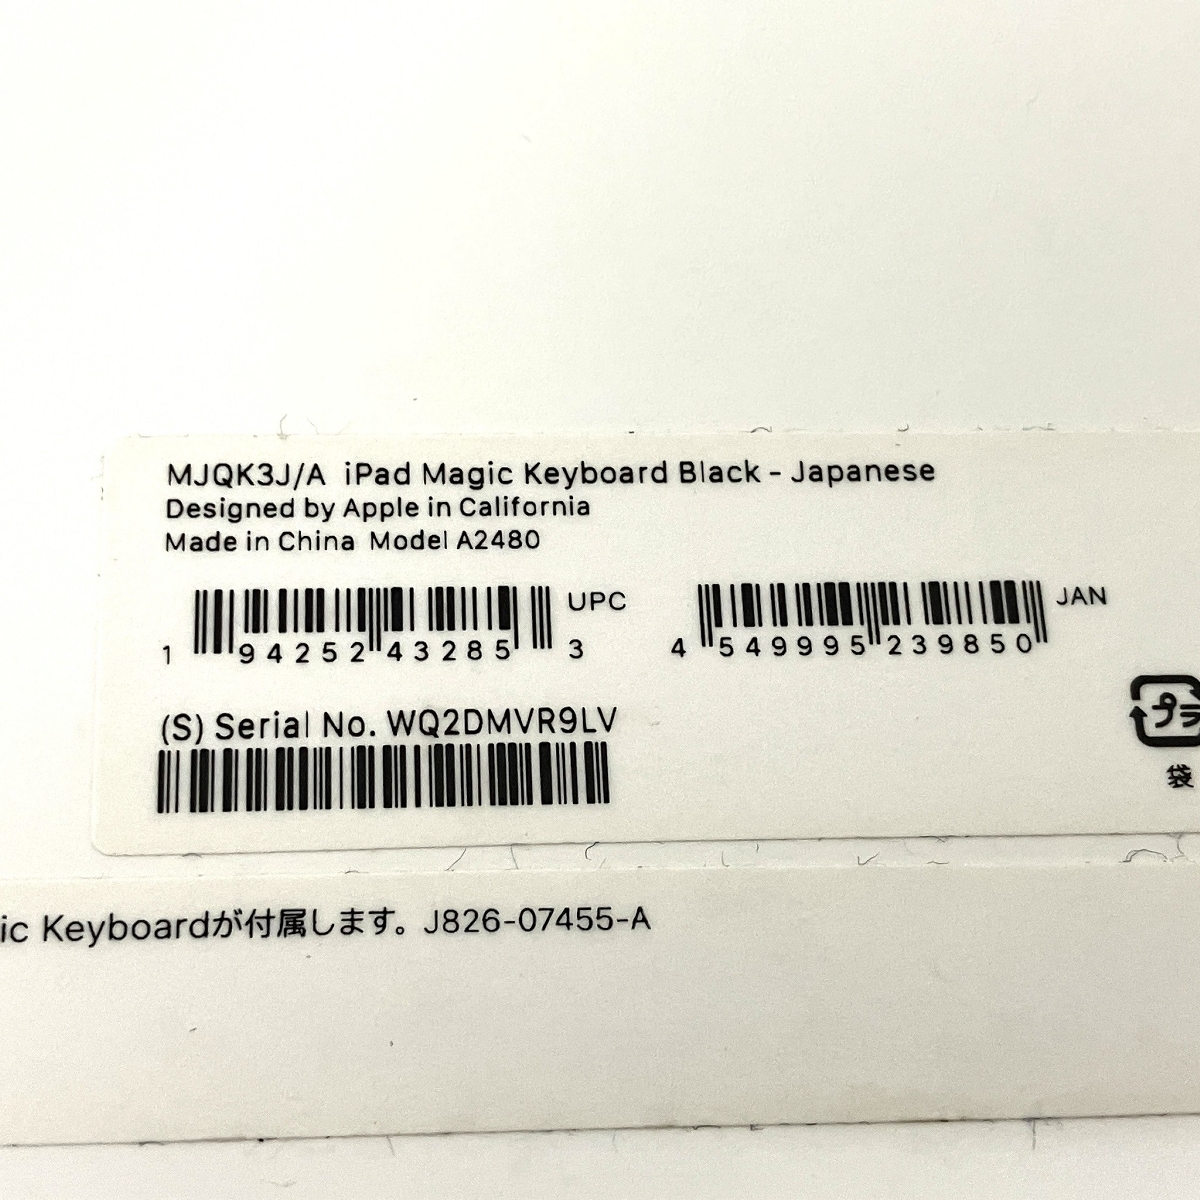 MJQK3J/A iPad Magic Keyboard Black - Japanese
Designed by Apple in California
Made in China Model A2480
UPC
1 94252 43285 3
JAN
4 549995 239850
(S) Serial No. WQ2DMVR9LV
プラ
袋
ic Keyboardが付属します。J826-07455-A